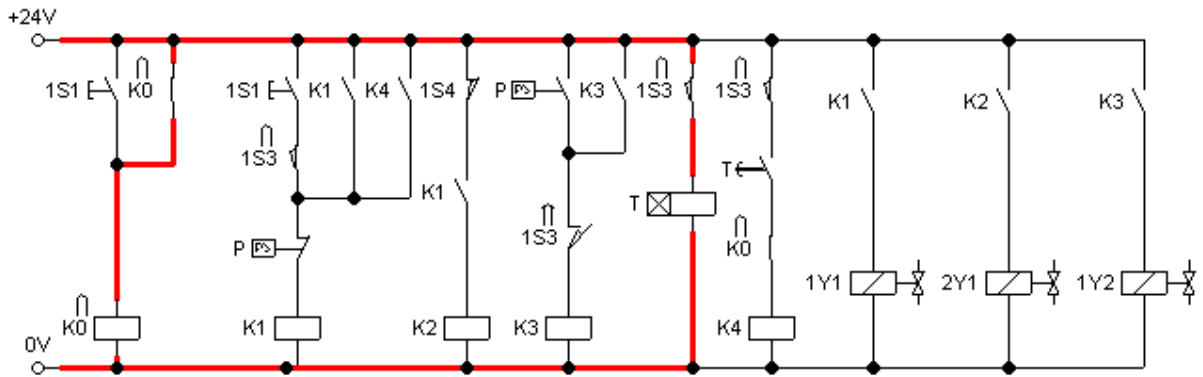 +24V
1S1 K0 1S1 K1 K4 1S4 P K3 1S3 1S3 K1 K2 K3
1S3 T
K1
T
P 1S3 K0
1Y1 2Y1 1Y2
K0 K1 K2 K3 K4
0V